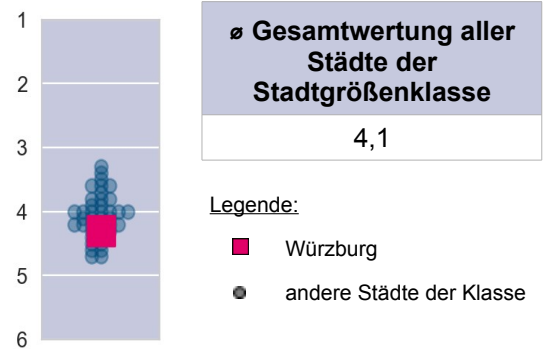 1
2
3
4
5
6
ø Gesamtwertung aller
Städte der
Stadtgrößenklasse
4,1
Legende:
Würzburg
andere Städte der Klasse